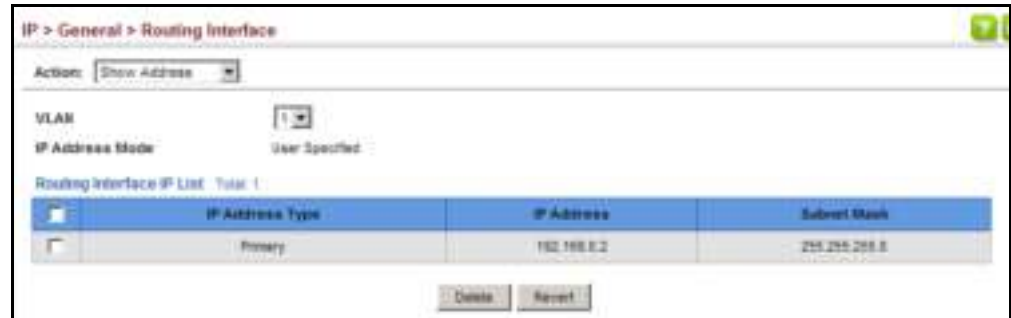 IP > General > Routing Interface
?
Action: Show Address
VLAN 1
IP Address Mode User Specified
Routing Interface IP List Total: 1
IP Address Type IP Address Subnet Mask
Primary 192.168.0.2 255.255.255.0
Delete Revert